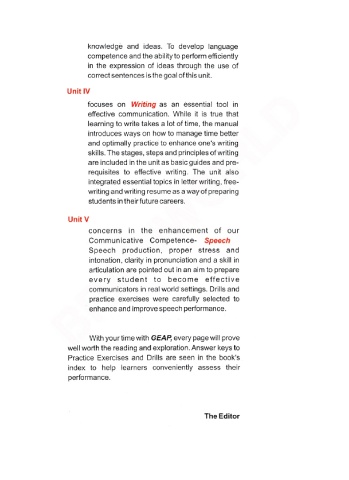 knowledge and ideas. To develop language
competence and the ability to perform efficiently
in the expression of ideas through the use of
correct sentences is the goal of this unit.
Unit IV
focuses on Writing as an essential tool in
effective communication. While it is true that
learning to write takes a lot of time, the manual
introduces ways on how to manage time better
and optimally practice to enhance one's writing
skills. The stages, steps and principles of writing
are included in the unit as basic guides and pre-
requisites to effective writing. The unit also
integrated essential topics in letter writing, free-
writing and writing resume as a way of preparing
students in their future careers.
Unit V
concerns in the enhancement of our
Communicative Competence- Speech
Speech production, proper stress and
intonation, clarity in pronunciation and a skill in
articulation are pointed out in an aim to prepare
every student to become effective
communicators in real world settings. Drills and
practice exercises were carefully selected to
enhance and improve speech performance.
With your time with GEAP, every page will prove
well worth the reading and exploration. Answer keys to
Practice Exercises and Drills are seen in the book's
index to help learners conveniently assess their
performance.
The Editor